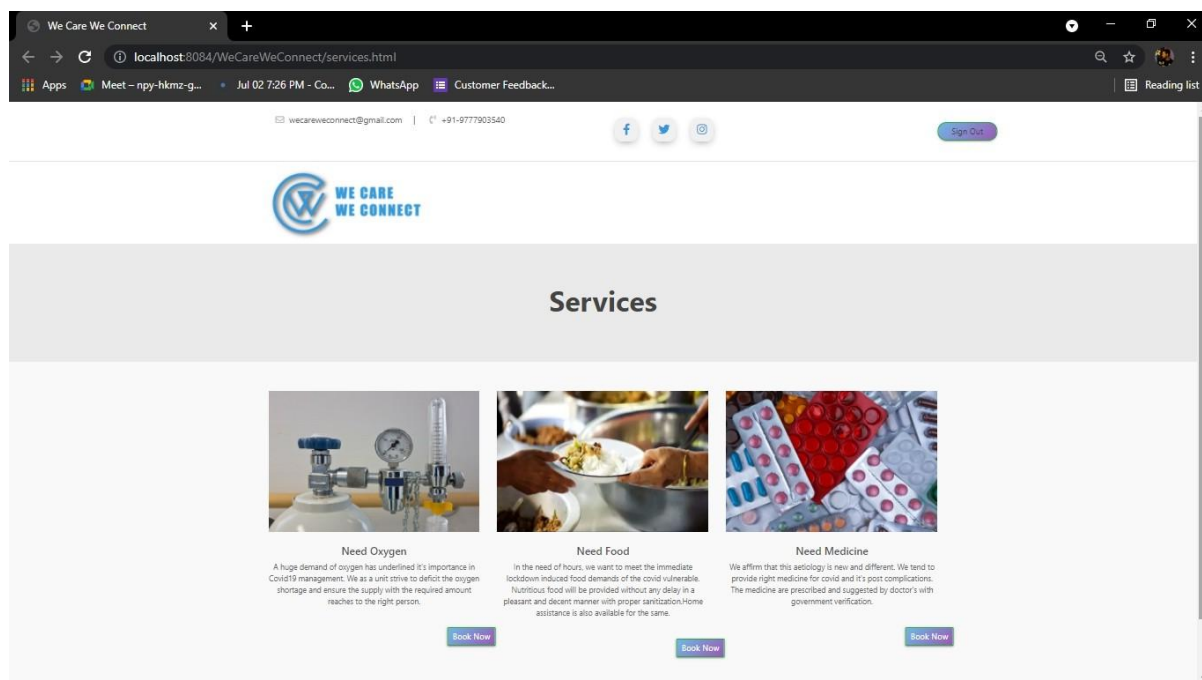 We Care We Connect
localhost:8084/WeCareWeConnect/services.html
Apps Meet – npy-hkmz-g... Jul 02 7:26 PM - Co... WhatsApp Customer Feedback... Reading list
wecareweconnect@gmail.com | +91-9777903540 Sign Out
WE CARE
WE CONNECT
Services
Need Oxygen
A huge demand of oxygen has underlined it's importance in
Covid19 management. We as a unit strive to deficit the oxygen
shortage and ensure the supply with the required amount
reaches to the right person.
Book Now
Need Food
In the need of hours, we want to meet the immediate
lockdown induced food demands of the covid vulnerable.
Nutritious food will be provided without any delay in a
pleasant and decent manner with proper sanitization.Home
assistance is also available for the same.
Book Now
Need Medicine
We affirm that this aetiology is new and different. We tend to
provide right medicine for covid and it's post complications.
The medicine are prescribed and suggested by doctor's with
government verification.
Book Now